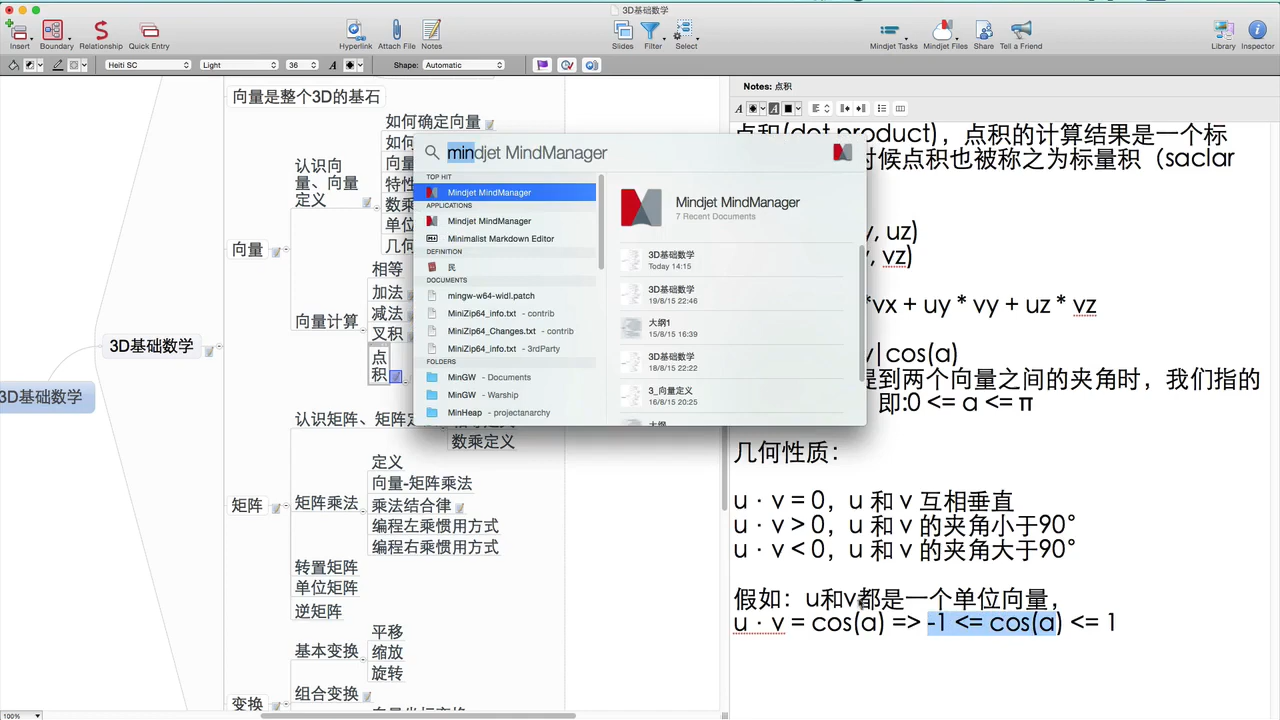 3D基础数学
Insert
Boundary
Relationship
Quick Entry
Hyperlink
Attach File
Notes
Slides
Filter
Select
Mindjet Tasks
Mindjet Files
Share
Tell a Friend
Library
Inspector
Heiti SC
Light
36
Shape:
Automatic
向量是整个3D的基石
如何确定向量
认识向
量、向量
定义
如何
向量
特性
数乘
单位
几何
向量
相等
加法
减法
叉积
点
积
向量计算
3D基础数学
3D基础数学
认识矩阵、矩阵定
数乘定义
定义
向量-矩阵乘法
矩阵乘法
乘法结合律
编程左乘惯用方式
编程右乘惯用方式
矩阵
转置矩阵
单位矩阵
逆矩阵
平移
基本变换
缩放
旋转
组合变换
变换
100%
mindjet MindManager
TOP HIT
Mindjet MindManager
APPLICATIONS
Mindjet MindManager
Minimalist Markdown Editor
DEFINITION
民
DOCUMENTS
mingw-w64-widl.patch
MiniZip64_info.txt - contrib
MiniZip64_Changes.txt - contrib
MiniZip64_info.txt - 3rdParty
FOLDERS
MinGW - Documents
MinGW - Warship
MinHeap - projectanarchy
Mindjet MindManager
7 Recent Documents
3D基础数学
Today 14:15
3D基础数学
19/8/15 22:46
大纲1
15/8/15 16:39
3D基础数学
18/8/15 22:22
3_向量定义
16/8/15 20:25
Notes: 点积
点积(dot product)，点积的计算结果是一个标
时候点积也被称之为标量积（saclar
, uz)
, vz)
*vx + uy * vy + uz * vz
v|cos(a)
是到两个向量之间的夹角时，我们指的
即:0 <= a <= π
几何性质：
u · v = 0，u 和 v 互相垂直
u · v > 0，u 和 v 的夹角小于90°
u · v < 0，u 和 v 的夹角大于90°
假如：u和v都是一个单位向量，
u · v = cos(a) => -1 <= cos(a) <= 1